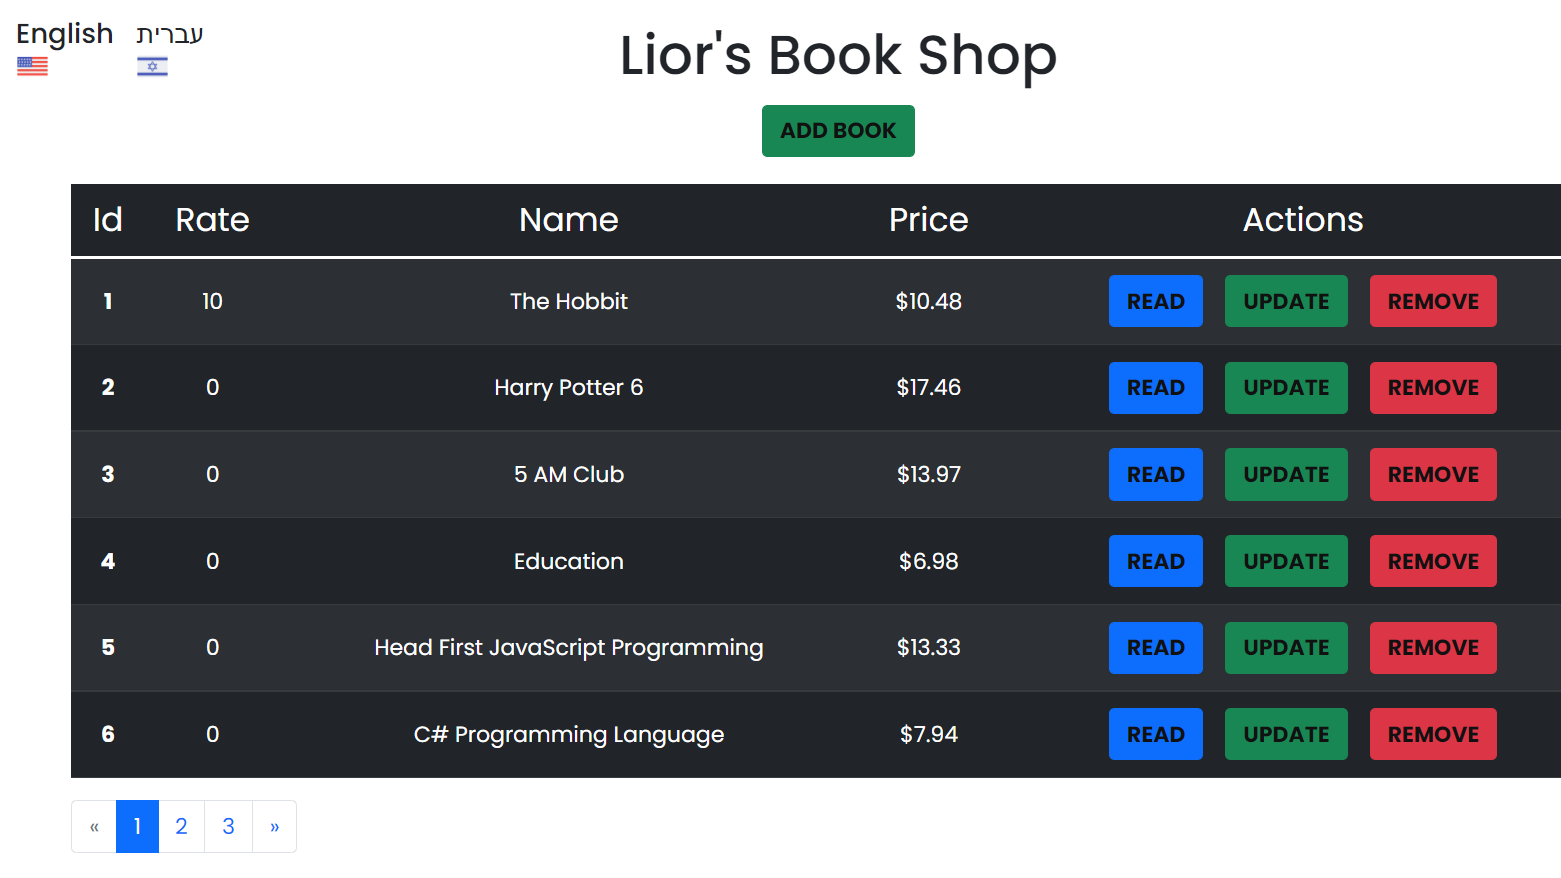 English עברית
Lior's Book Shop
ADD BOOK
Id Rate Name Price Actions
1 10 The Hobbit $10.48 READ UPDATE REMOVE
2 0 Harry Potter 6 $17.46 READ UPDATE REMOVE
3 0 5 AM Club $13.97 READ UPDATE REMOVE
4 0 Education $6.98 READ UPDATE REMOVE
5 0 Head First JavaScript Programming $13.33 READ UPDATE REMOVE
6 0 C# Programming Language $7.94 READ UPDATE REMOVE
« 1 2 3 »